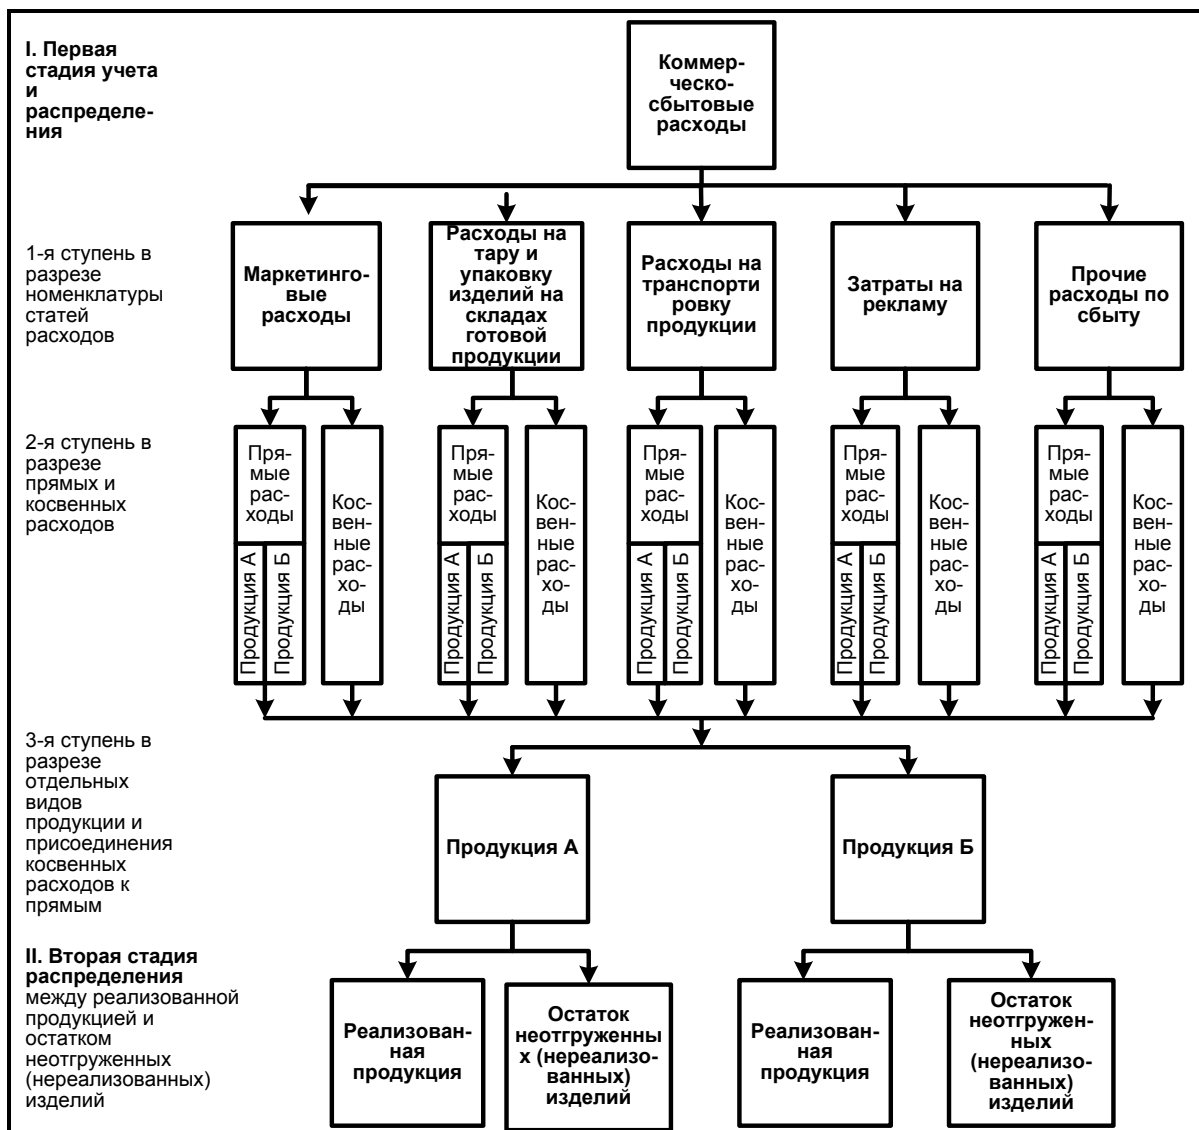 I. Первая
стадия учета
и
распределе-
ния
Коммер-
ческо-
сбытовые
расходы
1-я ступень в
разрезе
номенклатуры
статей
расходов
Маркетинго-
вые
расходы
Расходы на
тару и
упаковку
изделий на
складах
готовой
продукции
Расходы на
транспорти
ровку
продукции
Затраты на
рекламу
Прочие
расходы по
сбыту
2-я ступень в
разрезе
прямых и
косвенных
расходов
Пря-
мые
рас-
ходы
Продукция А
Продукция Б
Кос-
вен-
ные
рас-
хо-
ды
Пря-
мые
рас-
ходы
Продукция А
Продукция Б
Кос-
вен-
ные
рас-
хо-
ды
Пря-
мые
рас-
ходы
Продукция А
Продукция Б
Кос-
вен-
ные
рас-
хо-
ды
Пря-
мые
рас-
ходы
Продукция А
Продукция Б
Кос-
вен-
ные
рас-
хо-
ды
Пря-
мые
рас-
ходы
Продукция А
Продукция Б
Кос-
вен-
ные
рас-
хо-
ды
3-я ступень в
разрезе
отдельных
видов
продукции и
присоединения
косвенных
расходов к
прямым
Продукция А
Продукция Б
II. Вторая стадия
распределения
между реализованной
продукцией и
остатком
неотгруженных
(нереализованных)
изделий
Реализован-
ная
продукция
Остаток
неотгруженны
х (нереализо-
ванных)
изделий
Реализован-
ная
продукция
Остаток
неотгружен-
ных
(нереализо-
ванных)
изделий